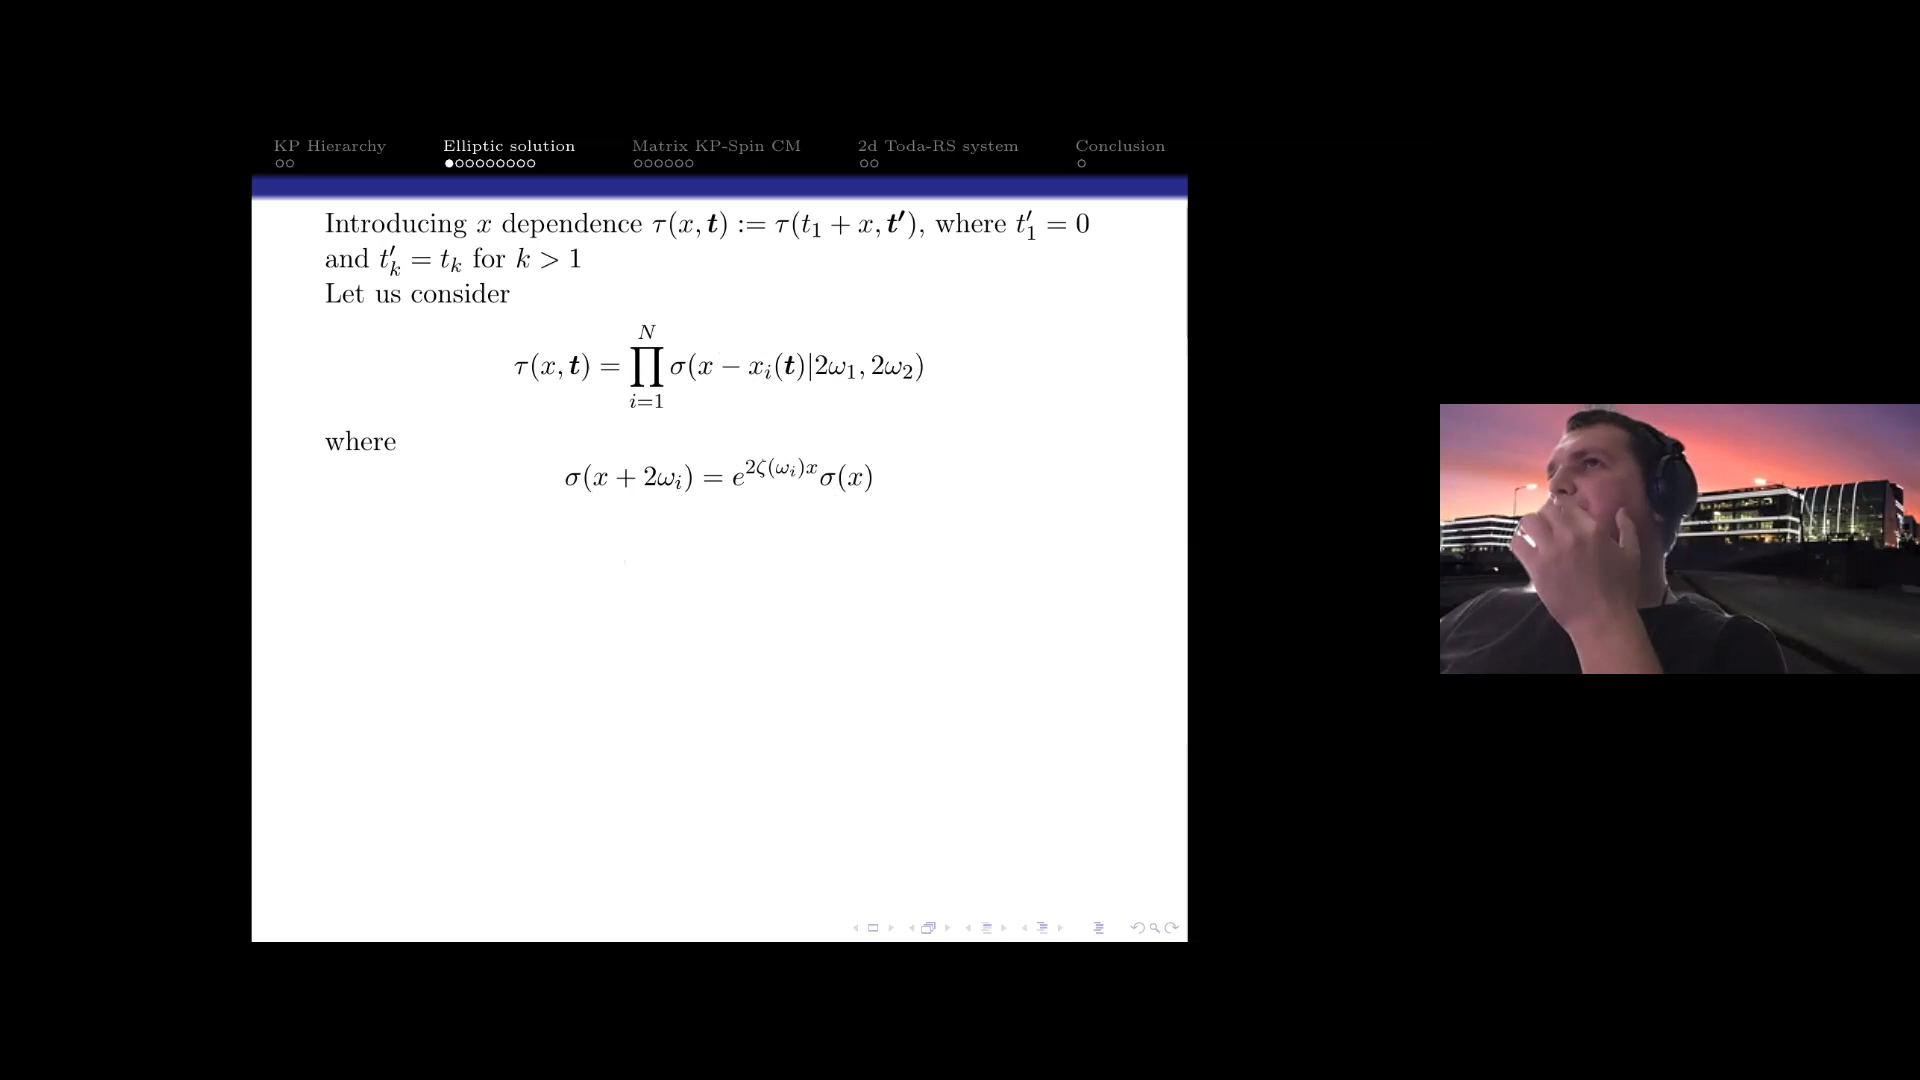 KP Hierarchy Elliptic solution Matrix KP-Spin CM 2d Toda-RS system Conclusion
Introducing x dependence τ(x, t) := τ(t₁ + x, t′), where t′₁ = 0
and t′ₖ = tₖ for k > 1
Let us consider
τ(x, t) = ∏ᵢ₌₁ᴺ σ(x − xᵢ(t)|2ω₁, 2ω₂)
where
σ(x + 2ωᵢ) = e^{2ζ(ωᵢ)x}σ(x)